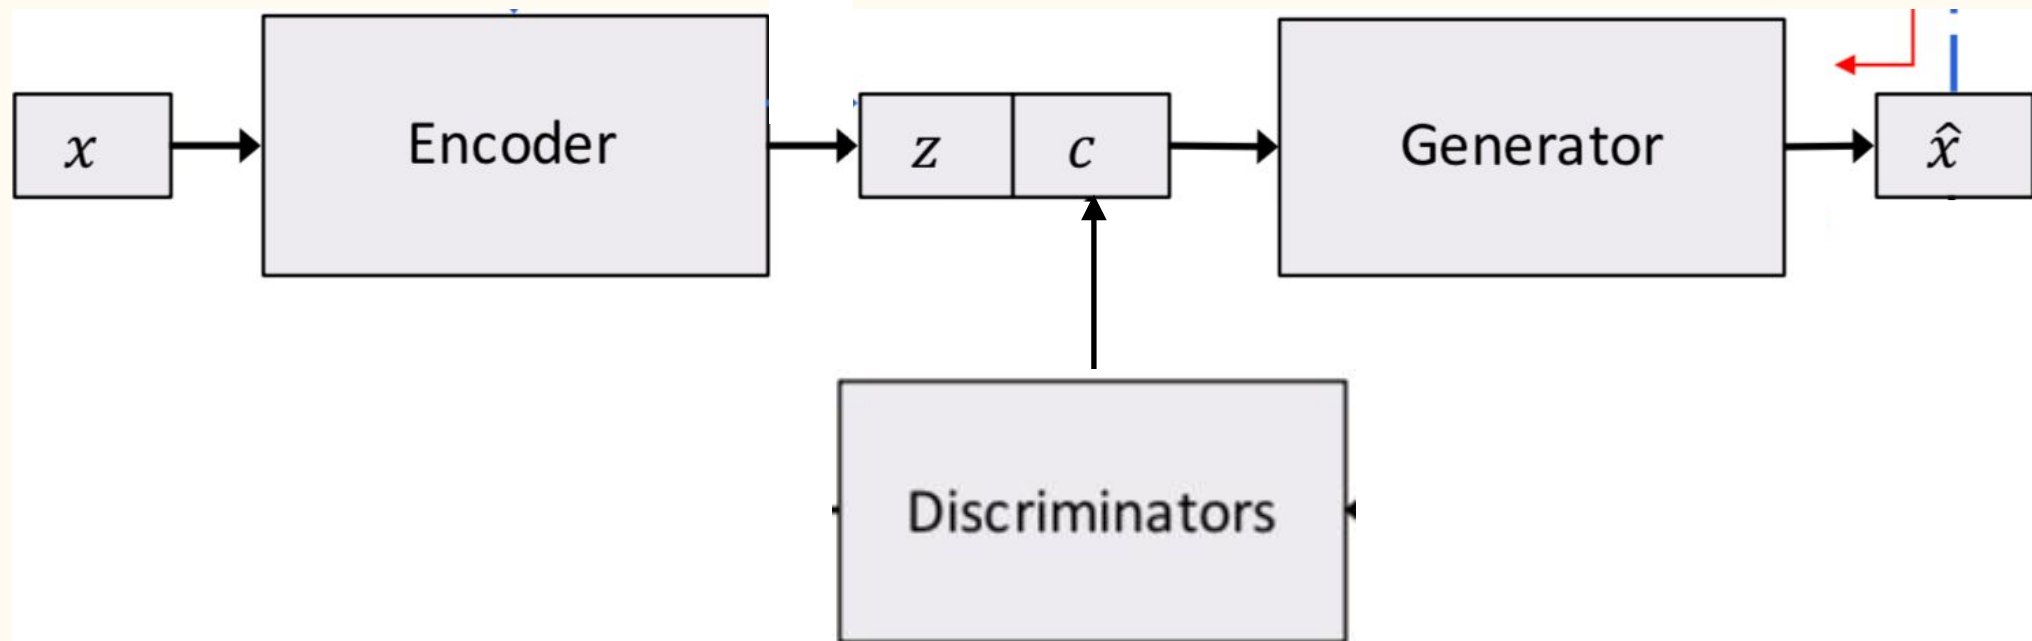 x
Encoder
z
c
Generator
x̂
Discriminators